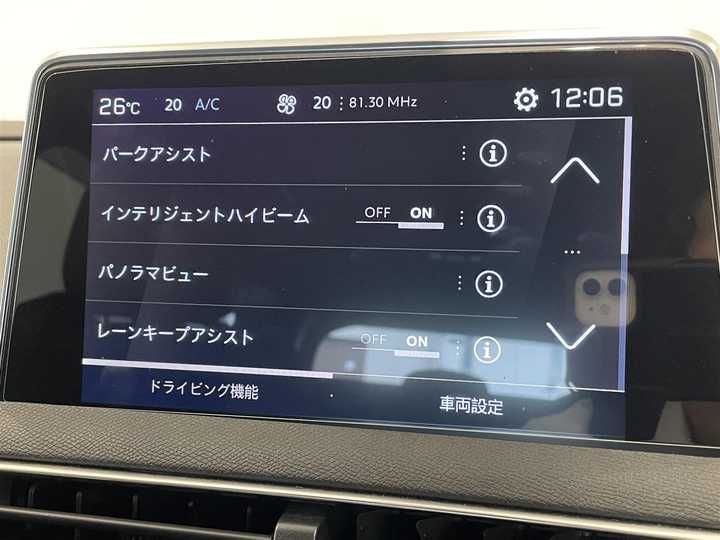 26℃ 20 A/C 20 : 81.30 MHz 12:06
パークアシスト
インテリジェントハイビーム OFF ON
パノラマビュー
レーンキープアシスト OFF ON
ドライビング機能 車両設定